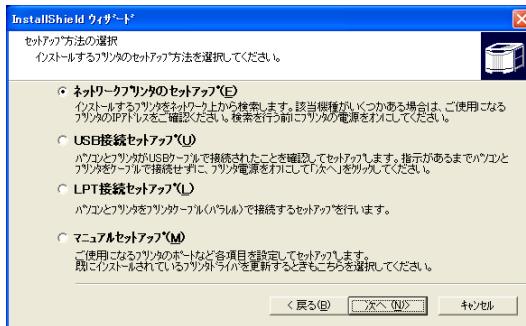 InstallShield ウィザード
セットアップ方法の選択
インストールするプリンタのセットアップ方法を選択してください。
ネットワークプリンタのセットアップ(E)
インストールするプリンタをネットワーク上から検索します。該当機種がいくつかある場合は、ご使用になる
プリンタのIPアドレスをご確認ください。検索を行う前にプリンタの電源をオンにしてください。
USB接続セットアップ(U)
パソコンとプリンタがUSBケーブルで接続されたことを確認してセットアップします。指示があるまでパソコンと
プリンタをケーブルで接続せずに、プリンタ電源をオフにして「次へ」をクリックしてください。
LPT接続セットアップ(L)
パソコンとプリンタをプリンタケーブル(パラレル)で接続するセットアップを行います。
マニュアルセットアップ(M)
ご使用になるプリンタのポートなど各項目を設定してセットアップします。
既にインストールされているプリンタドライバを更新するときもこちらを選択してください。
< 戻る(B) 次へ (N)> キャンセル